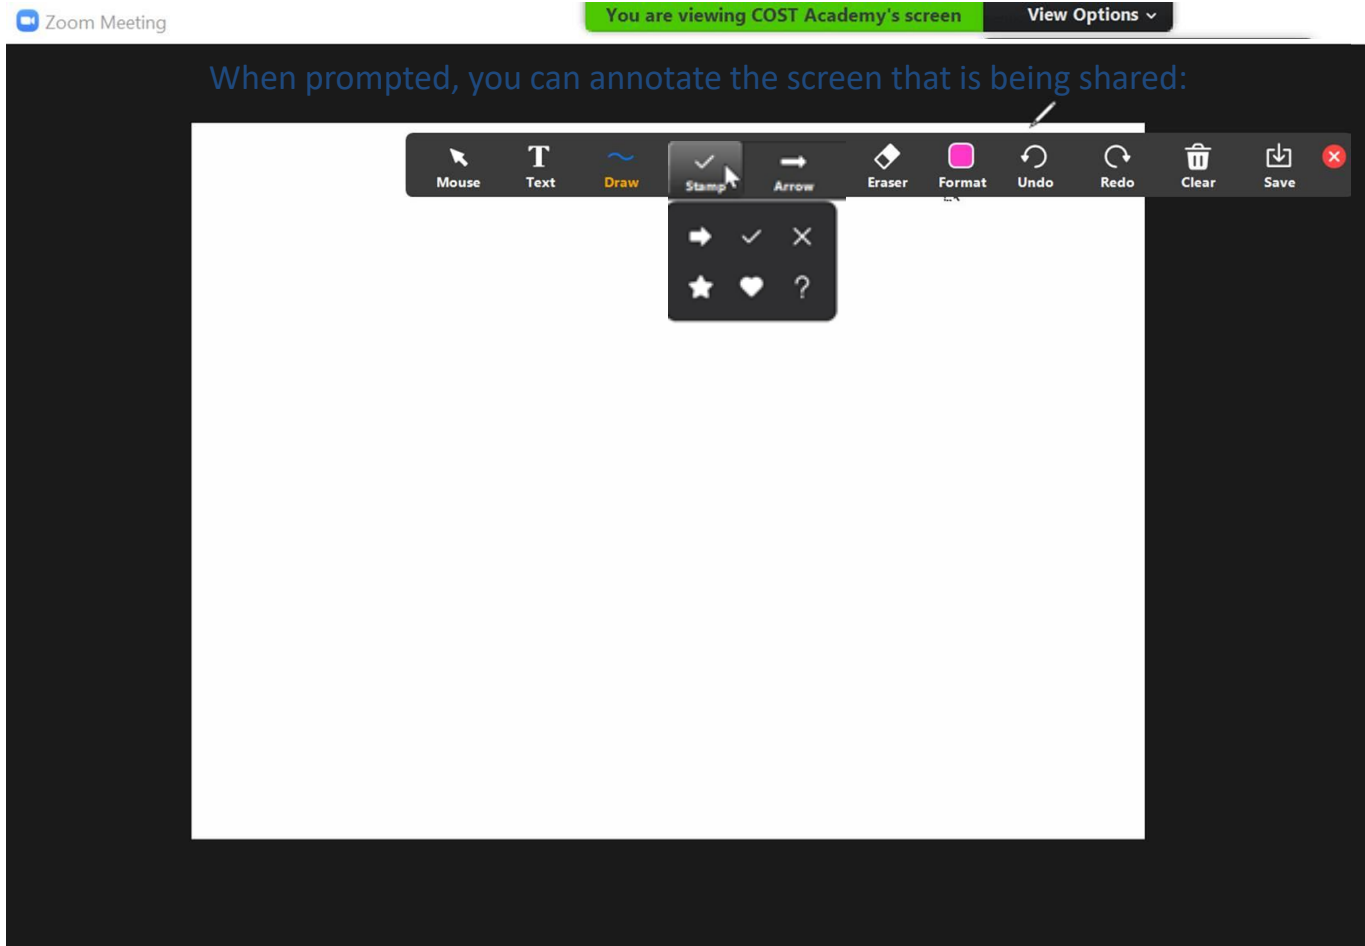 Zoom Meeting
You are viewing COST Academy's screen
View Options
When prompted, you can annotate the screen that is being shared:
Mouse
Text
Draw
Stamp
Arrow
Eraser
Format
Undo
Redo
Clear
Save